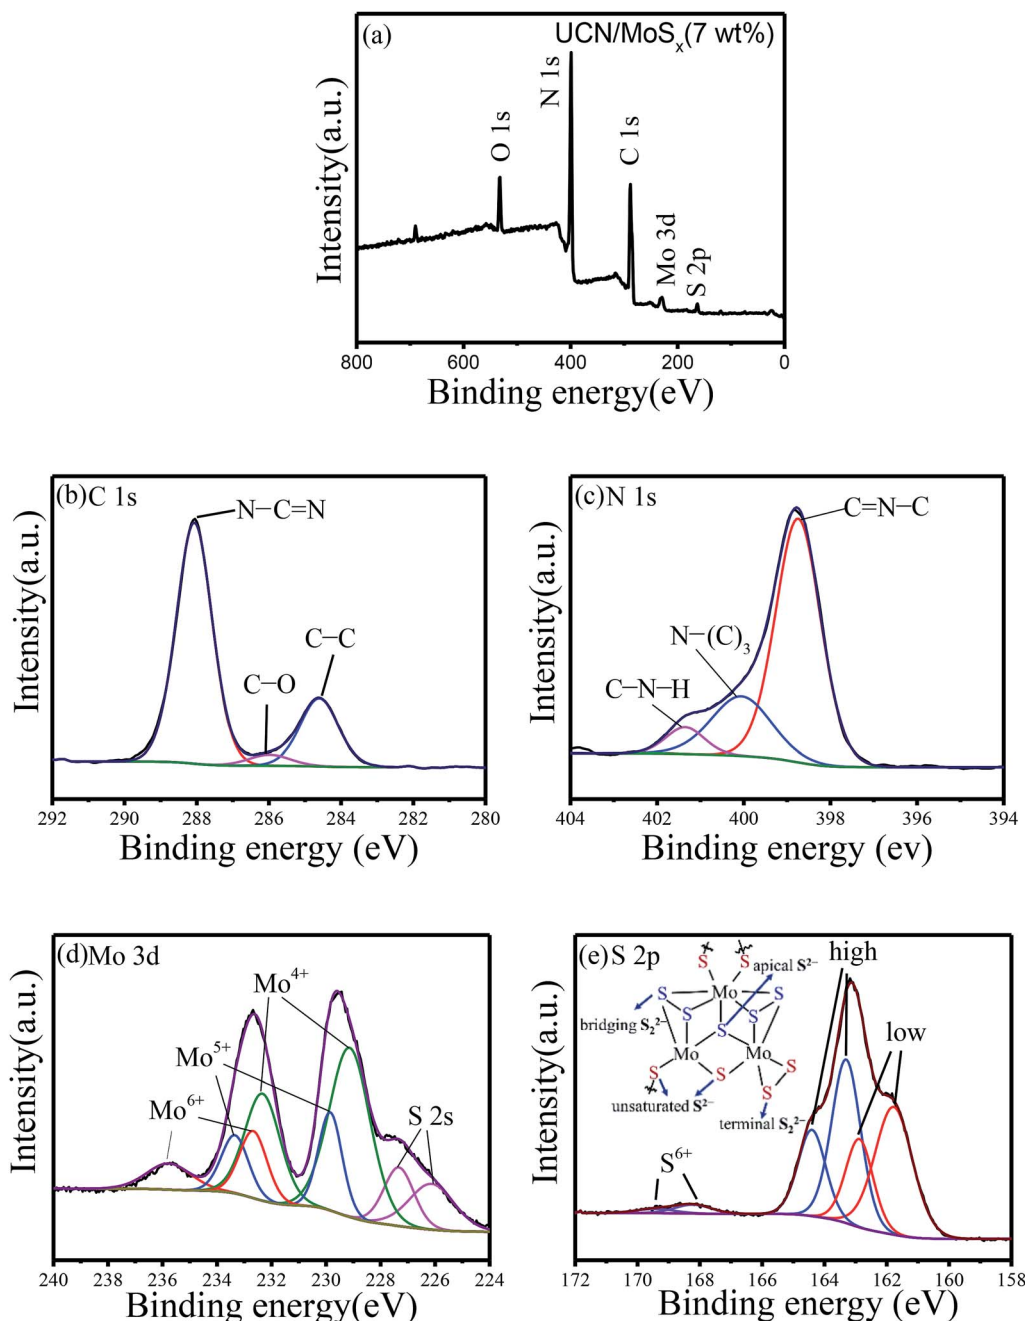 (a)
UCN/MoSₓ(7 wt%)
O 1s
N 1s
C 1s
Mo 3d
S 2p
Intensity(a.u.)
800 600 400 200 0
Binding energy(eV)
(b)C 1s
N–C=N
C–C
C–O
Intensity(a.u.)
292 290 288 286 284 282 280
Binding energy (eV)
(c)N 1s
C=N–C
N–(C)₃
C–N–H
Intensity(a.u.)
404 402 400 398 396 394
Binding energy (ev)
(d)Mo 3d
Mo⁴⁺
Mo⁵⁺
Mo⁶⁺
S 2s
Intensity(a.u.)
240 238 236 234 232 230 228 226 224
Binding energy(eV)
(e)S 2p
high
low
S S
apical S²⁻
S Mo S
S S
bridging S₂²⁻
S
Mo Mo
S S S
S
unsaturated S²⁻
terminal S₂²⁻
S⁶⁺
Intensity(a.u.)
172 170 168 166 164 162 160 158
Binding energy (eV)